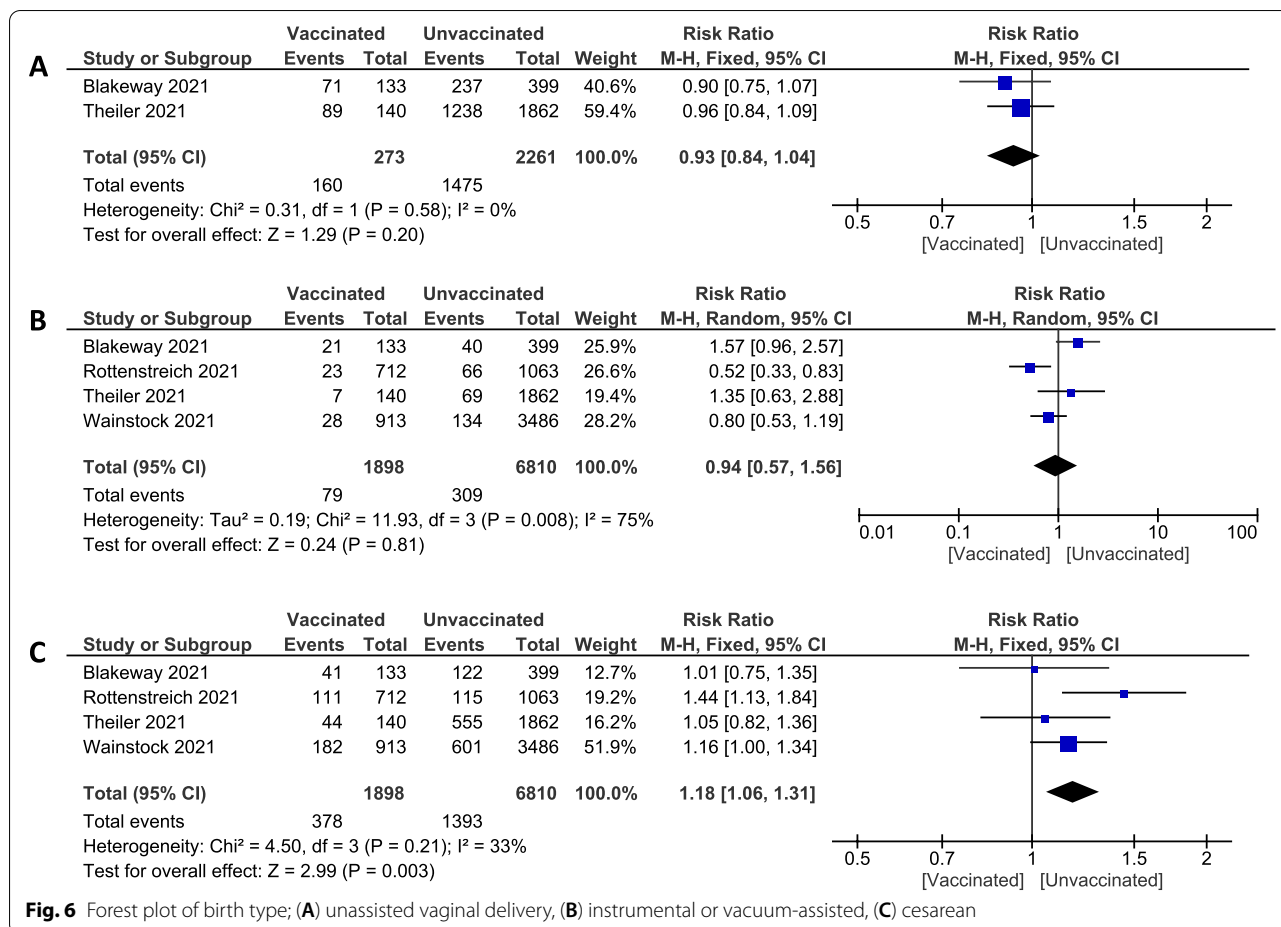 Vaccinated Unvaccinated Risk Ratio Risk Ratio
A Study or Subgroup Events Total Events Total Weight M-H, Fixed, 95% CI M-H, Fixed, 95% CI
Blakeway 2021 71 133 237 399 40.6% 0.90 [0.75, 1.07]
Theiler 2021 89 140 1238 1862 59.4% 0.96 [0.84, 1.09]
Total (95% CI) 273 2261 100.0% 0.93 [0.84, 1.04]
Total events 160 1475
Heterogeneity: Chi² = 0.31, df = 1 (P = 0.58); I² = 0%
Test for overall effect: Z = 1.29 (P = 0.20)
0.5 0.7 1 1.5 2
[Vaccinated] [Unvaccinated]
Vaccinated Unvaccinated Risk Ratio Risk Ratio
B Study or Subgroup Events Total Events Total Weight M-H, Random, 95% CI M-H, Random, 95% CI
Blakeway 2021 21 133 40 399 25.9% 1.57 [0.96, 2.57]
Rottenstreich 2021 23 712 66 1063 26.6% 0.52 [0.33, 0.83]
Theiler 2021 7 140 69 1862 19.4% 1.35 [0.63, 2.88]
Wainstock 2021 28 913 134 3486 28.2% 0.80 [0.53, 1.19]
Total (95% CI) 1898 6810 100.0% 0.94 [0.57, 1.56]
Total events 79 309
Heterogeneity: Tau² = 0.19; Chi² = 11.93, df = 3 (P = 0.008); I² = 75%
Test for overall effect: Z = 0.24 (P = 0.81)
0.01 0.1 1 10 100
[Vaccinated] [Unvaccinated]
Vaccinated Unvaccinated Risk Ratio Risk Ratio
C Study or Subgroup Events Total Events Total Weight M-H, Fixed, 95% CI M-H, Fixed, 95% CI
Blakeway 2021 41 133 122 399 12.7% 1.01 [0.75, 1.35]
Rottenstreich 2021 111 712 115 1063 19.2% 1.44 [1.13, 1.84]
Theiler 2021 44 140 555 1862 16.2% 1.05 [0.82, 1.36]
Wainstock 2021 182 913 601 3486 51.9% 1.16 [1.00, 1.34]
Total (95% CI) 1898 6810 100.0% 1.18 [1.06, 1.31]
Total events 378 1393
Heterogeneity: Chi² = 4.50, df = 3 (P = 0.21); I² = 33%
Test for overall effect: Z = 2.99 (P = 0.003)
0.5 0.7 1 1.5 2
[Vaccinated] [Unvaccinated]
Fig. 6 Forest plot of birth type; (A) unassisted vaginal delivery, (B) instrumental or vacuum-assisted, (C) cesarean